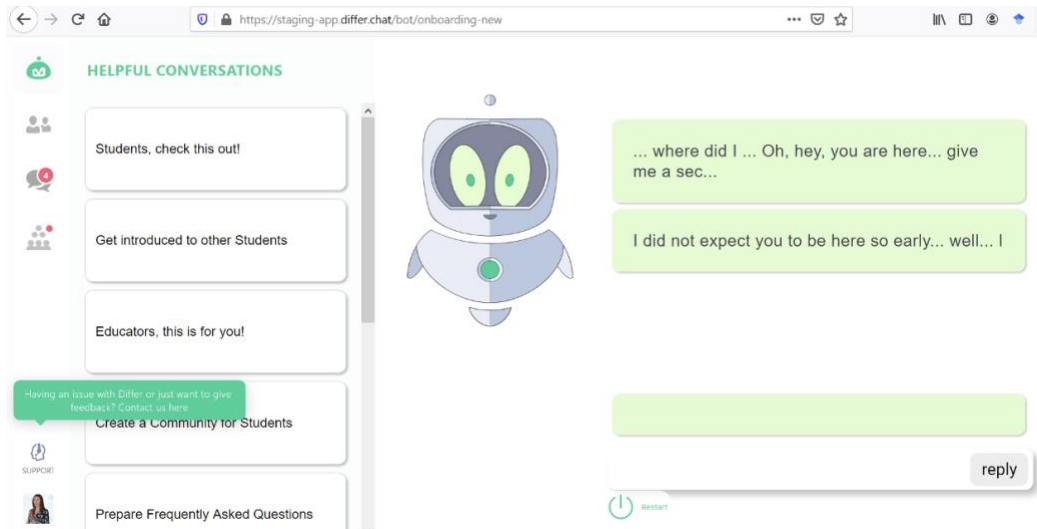 https://staging-app.differ.chat/bot/onboarding-new
HELPFUL CONVERSATIONS
Students, check this out!
4
Get introduced to other Students
Educators, this is for you!
Having an issue with Differ or just want to give
feedback? Contact us here
Create a Community for Students
SUPPORT
Prepare Frequently Asked Questions
... where did I ... Oh, hey, you are here... give
me a sec...
I did not expect you to be here so early... well... I
reply
Restart